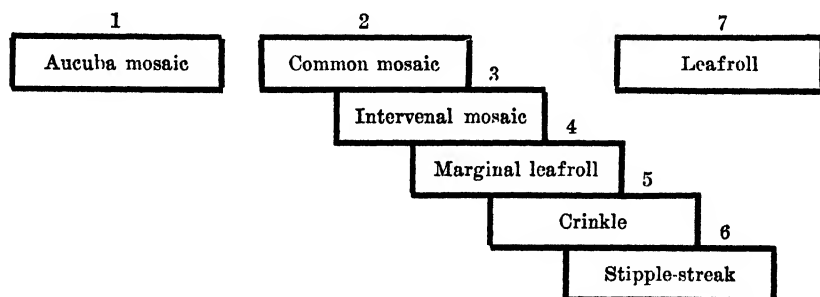 1 2 7
Aucuba mosaic Common mosaic Leafroll
3
Intervenal mosaic
4
Marginal leafroll
5
Crinkle
6
Stipple-streak